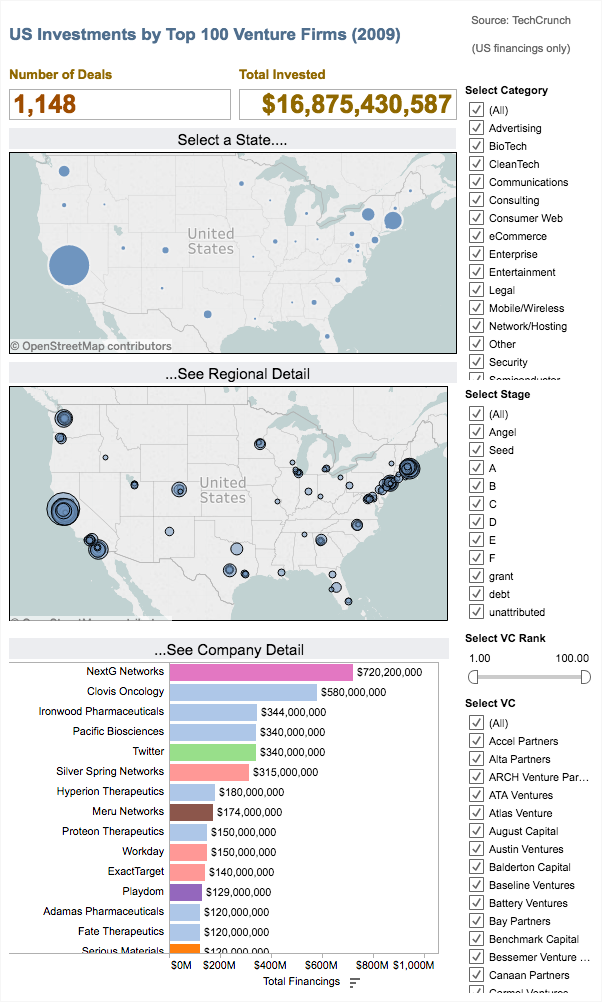 US Investments by Top 100 Venture Firms (2009)
Source: TechCrunch
(US financings only)
Number of Deals
Total Invested
1,148
$16,875,430,587
Select a State....
United
States
© OpenStreetMap contributors
...See Regional Detail
United
States
...See Company Detail
NextG Networks $720,200,000
Clovis Oncology $580,000,000
Ironwood Pharmaceuticals $344,000,000
Pacific Biosciences $340,000,000
Twitter $340,000,000
Silver Spring Networks $315,000,000
Hyperion Therapeutics $180,000,000
Meru Networks $174,000,000
Proteon Therapeutics $150,000,000
Workday $150,000,000
ExactTarget $140,000,000
Playdom $129,000,000
Adamas Pharmaceuticals $120,000,000
Fate Therapeutics $120,000,000
Serious Materials $120,000,000
$0M $200M $400M $600M $800M $1,000M
Total Financings
Select Category
(All)
Advertising
BioTech
CleanTech
Communications
Consulting
Consumer Web
eCommerce
Enterprise
Entertainment
Legal
Mobile/Wireless
Network/Hosting
Other
Security
Semiconductor
Select Stage
(All)
Angel
Seed
A
B
C
D
E
F
grant
debt
unattributed
Select VC Rank
1.00 100.00
Select VC
(All)
Accel Partners
Alta Partners
ARCH Venture Par...
ATA Ventures
Atlas Venture
August Capital
Austin Ventures
Balderton Capital
Baseline Ventures
Battery Ventures
Bay Partners
Benchmark Capital
Bessemer Venture ...
Canaan Partners